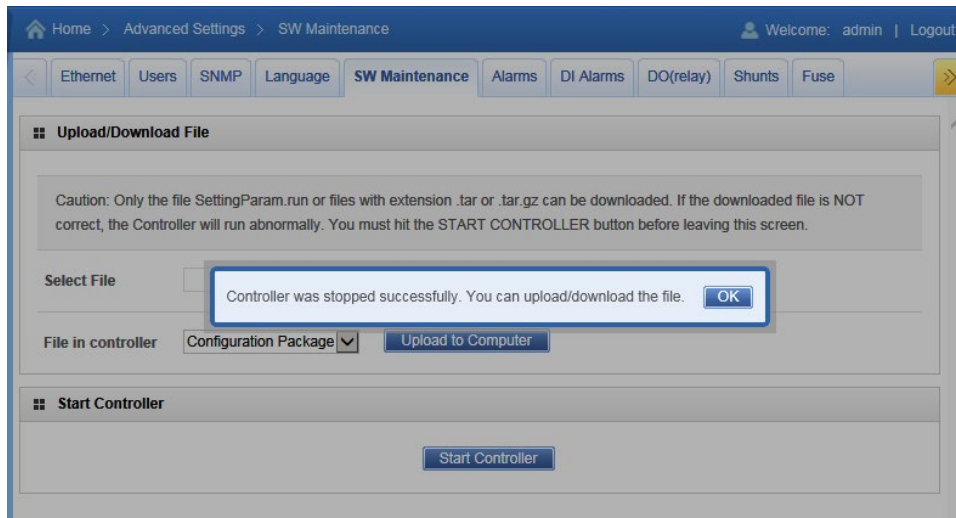 Home > Advanced Settings > SW Maintenance
Welcome: admin | Logout
Ethernet
Users
SNMP
Language
SW Maintenance
Alarms
DI Alarms
DO(relay)
Shunts
Fuse
Upload/Download File
Caution: Only the file SettingParam.run or files with extension .tar or .tar.gz can be downloaded. If the downloaded file is NOT
correct, the Controller will run abnormally. You must hit the START CONTROLLER button before leaving this screen.
Select File
Controller was stopped successfully. You can upload/download the file.
OK
File in controller
Configuration Package
Upload to Computer
Start Controller
Start Controller